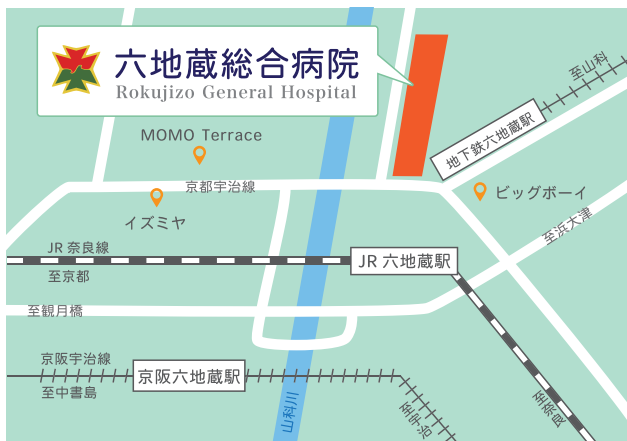 六地蔵総合病院
Rokujizo General Hospital
至山科
地下鉄六地蔵駅
MOMO Terrace
京都宇治線
ビッグボーイ
イズミヤ
至浜大津
JR 奈良線
JR 六地蔵駅
至京都
至観月橋
京阪宇治線
京阪六地蔵駅
至中書島
山科川
至宇治
至奈良